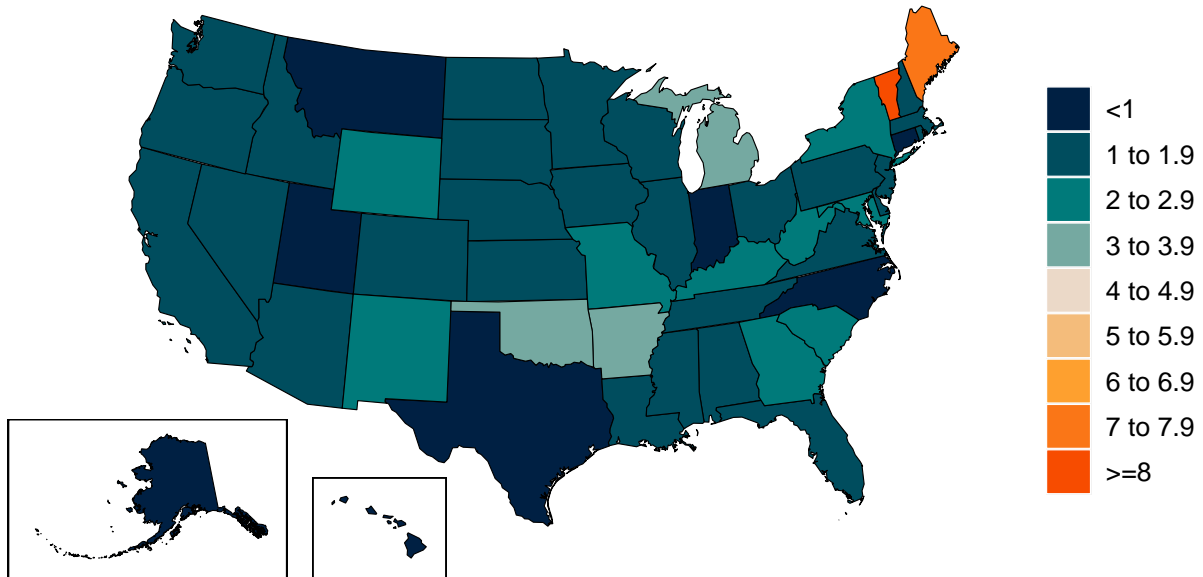 <1
1 to 1.9
2 to 2.9
3 to 3.9
4 to 4.9
5 to 5.9
6 to 6.9
7 to 7.9
>=8